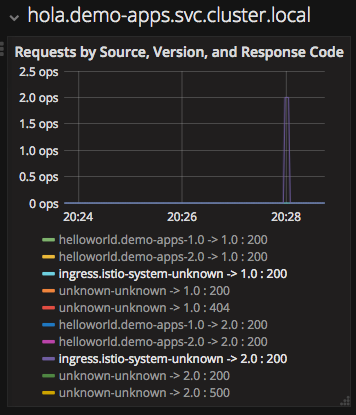 hola.demo-apps.svc.cluster.local
Requests by Source, Version, and Response Code
2.5 ops
2.0 ops
1.5 ops
1.0 ops
0.5 ops
0 ops
20:24 20:26 20:28
helloworld.demo-apps-1.0 -> 1.0 : 200
helloworld.demo-apps-2.0 -> 1.0 : 200
ingress.istio-system-unknown -> 1.0 : 200
unknown-unknown -> 1.0 : 200
unknown-unknown -> 1.0 : 404
helloworld.demo-apps-1.0 -> 2.0 : 200
helloworld.demo-apps-2.0 -> 2.0 : 200
ingress.istio-system-unknown -> 2.0 : 200
unknown-unknown -> 2.0 : 200
unknown-unknown -> 2.0 : 500